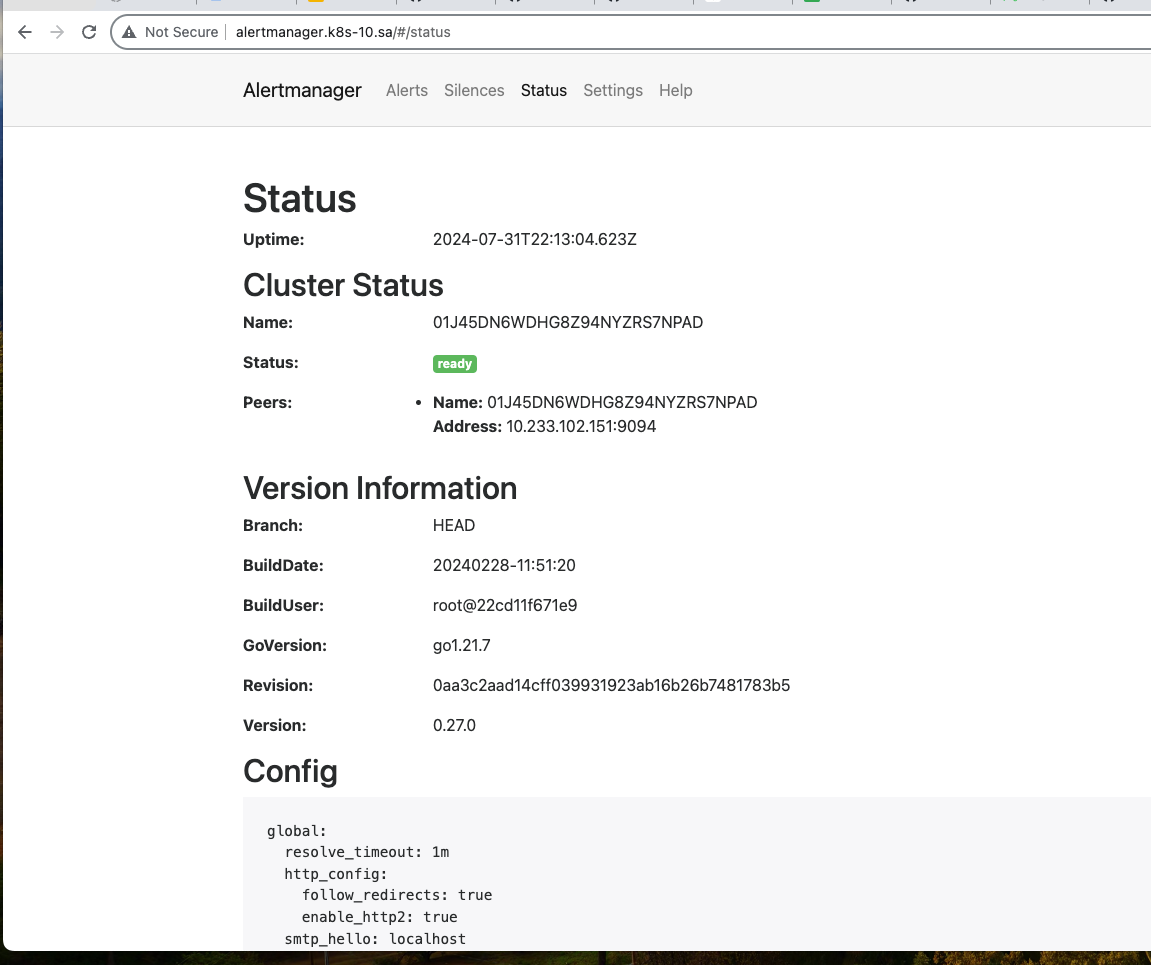 Not Secure alertmanager.k8s-10.sa/#/status
Alertmanager Alerts Silences Status Settings Help
Status
Uptime: 2024-07-31T22:13:04.623Z
Cluster Status
Name: 01J45DN6WDHG8Z94NYZRS7NPAD
Status: ready
Peers: • Name: 01J45DN6WDHG8Z94NYZRS7NPAD
Address: 10.233.102.151:9094
Version Information
Branch: HEAD
BuildDate: 20240228-11:51:20
BuildUser: root@22cd11f671e9
GoVersion: go1.21.7
Revision: 0aa3c2aad14cff039931923ab16b26b7481783b5
Version: 0.27.0
Config
global:
  resolve_timeout: 1m
  http_config:
    follow_redirects: true
    enable_http2: true
  smtp_hello: localhost